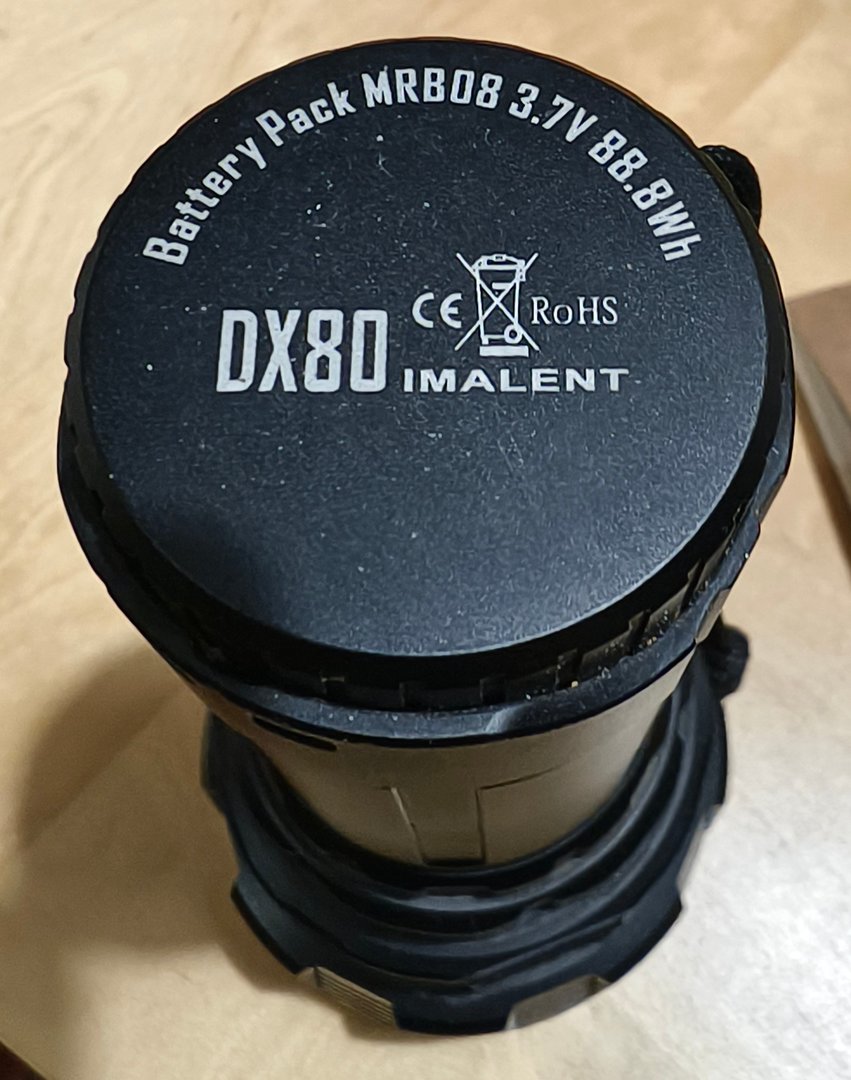 Battery Pack MRB08 3.7V 88.8Wh
CE RoHS
DX80 IMALENT